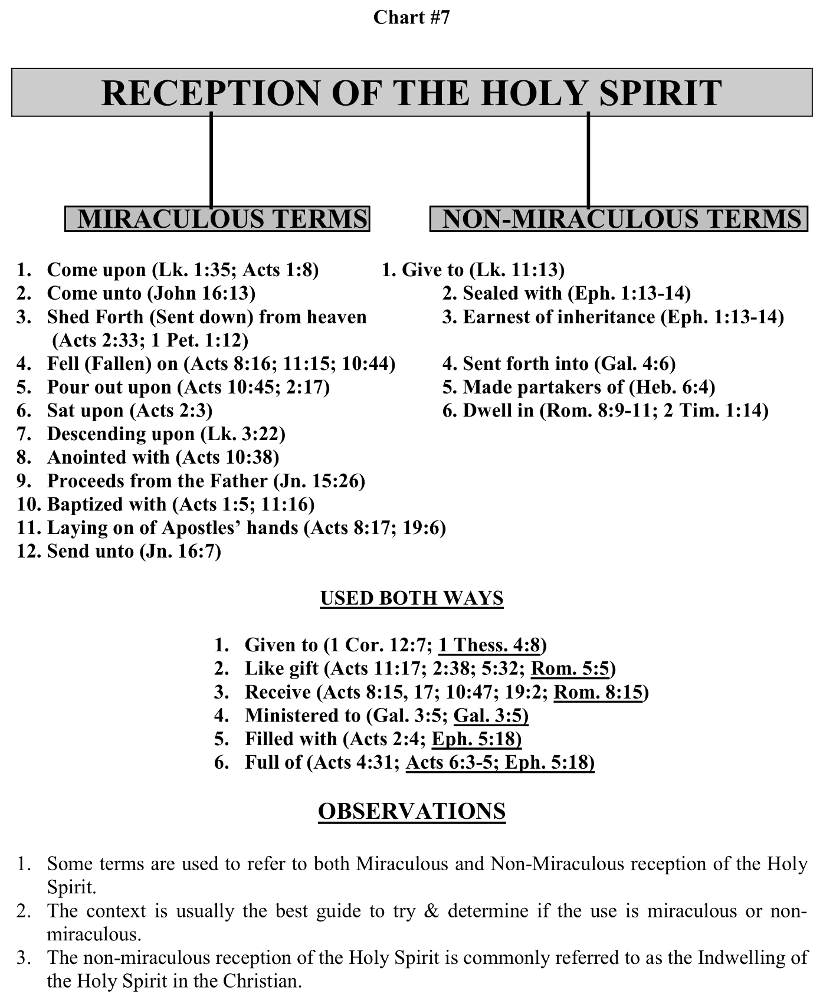 Chart #7
RECEPTION OF THE HOLY SPIRIT
MIRACULOUS TERMS
NON-MIRACULOUS TERMS
1. Come upon (Lk. 1:35; Acts 1:8)
2. Come unto (John 16:13)
3. Shed Forth (Sent down) from heaven
(Acts 2:33; 1 Pet. 1:12)
4. Fell (Fallen) on (Acts 8:16; 11:15; 10:44)
5. Pour out upon (Acts 10:45; 2:17)
6. Sat upon (Acts 2:3)
7. Descending upon (Lk. 3:22)
8. Anointed with (Acts 10:38)
9. Proceeds from the Father (Jn. 15:26)
10. Baptized with (Acts 1:5; 11:16)
11. Laying on of Apostles’ hands (Acts 8:17; 19:6)
12. Send unto (Jn. 16:7)
1. Give to (Lk. 11:13)
2. Sealed with (Eph. 1:13-14)
3. Earnest of inheritance (Eph. 1:13-14)
4. Sent forth into (Gal. 4:6)
5. Made partakers of (Heb. 6:4)
6. Dwell in (Rom. 8:9-11; 2 Tim. 1:14)
USED BOTH WAYS
1. Given to (1 Cor. 12:7; 1 Thess. 4:8)
2. Like gift (Acts 11:17; 2:38; 5:32; Rom. 5:5)
3. Receive (Acts 8:15, 17; 10:47; 19:2; Rom. 8:15)
4. Ministered to (Gal. 3:5; Gal. 3:5)
5. Filled with (Acts 2:4; Eph. 5:18)
6. Full of (Acts 4:31; Acts 6:3-5; Eph. 5:18)
OBSERVATIONS
1. Some terms are used to refer to both Miraculous and Non-Miraculous reception of the Holy
Spirit.
2. The context is usually the best guide to try & determine if the use is miraculous or non-
miraculous.
3. The non-miraculous reception of the Holy Spirit is commonly referred to as the Indwelling of
the Holy Spirit in the Christian.